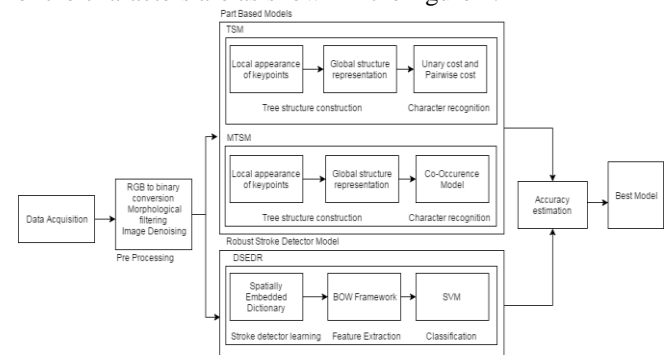 Part Based Models
TSM
Local appearance
of keypoints
Global structure
representation
Unary cost and
Pairwise cost
Tree structure construction
Character recognition
MTSM
Local appearance
of keypoints
Global structure
representation
Co-Occurence
Model
Tree structure construction
Character recognition
Data Acquisition
RGB to binary
conversion
Morphological
filtering
Image Denoising
Pre Processing
Accuracy
estimation
Best Model
Robust Stroke Detector Model
DSEDR
Spatially
Embedded
Dictionary
BOW Framework
SVM
Stroke detector learning
Feature Extraction
Classification